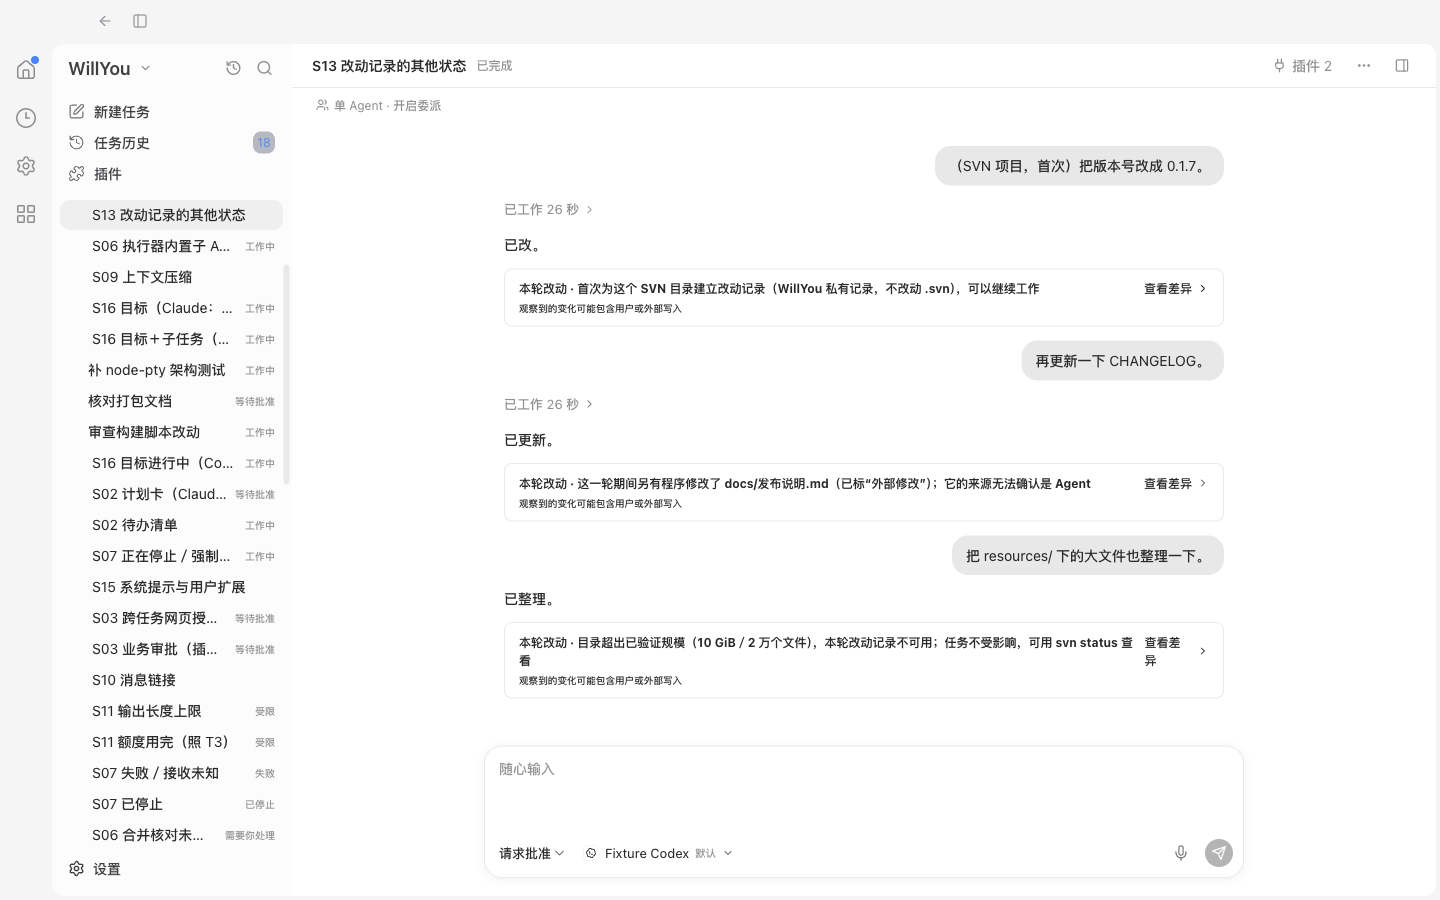 WillYou
新建任务
任务历史 18
插件
S13 改动记录的其他状态
S06 执行器内置子 A... 工作中
S09 上下文压缩
S16 目标（Claude: ... 工作中
S16 目标＋子任务（... 工作中
补 node-pty 架构测试 工作中
核对打包文档 等待批准
审查构建脚本改动 工作中
S16 目标进行中（Co... 工作中
S02 计划卡（Claud... 等待批准
S02 待办清单 工作中
S07 正在停止 / 强制... 工作中
S15 系统提示与用户扩展
S03 跨任务网页授... 等待批准
S03 业务审批（插... 等待批准
S10 消息链接
S11 输出长度上限 受限
S11 额度用完（照 T3） 受限
S07 失败 / 接收未知 失败
S07 已停止 已停止
S06 合并核对未... 需要你处理
设置
S13 改动记录的其他状态 已完成 插件 2
单 Agent · 开启委派
（SVN 项目，首次）把版本号改成 0.1.7。
已工作 26 秒
已改。
本轮改动 · 首次为这个 SVN 目录建立改动记录（WillYou 私有记录，不改动 .svn），可以继续工作 查看差异
观察到的变化可能包含用户或外部写入
再更新一下 CHANGELOG。
已工作 26 秒
已更新。
本轮改动 · 这一轮期间另有程序修改了 docs/发布说明.md（已标“外部修改”）；它的来源无法确认是 Agent 查看差异
观察到的变化可能包含用户或外部写入
把 resources/ 下的大文件也整理一下。
已整理。
本轮改动 · 目录超出已验证规模（10 GiB / 2 万个文件），本轮改动记录不可用；任务不受影响，可用 svn status 查 查看差
看 异
观察到的变化可能包含用户或外部写入
随心输入
请求批准 Fixture Codex 默认